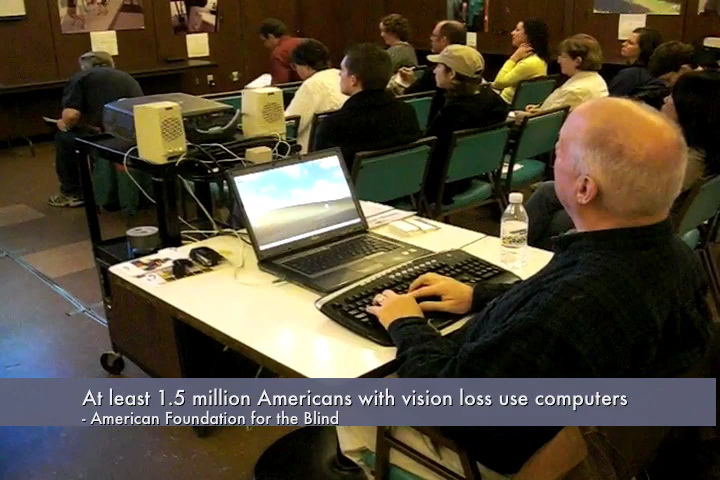 At least 1.5 million Americans with vision loss use computers
- American Foundation for the Blind